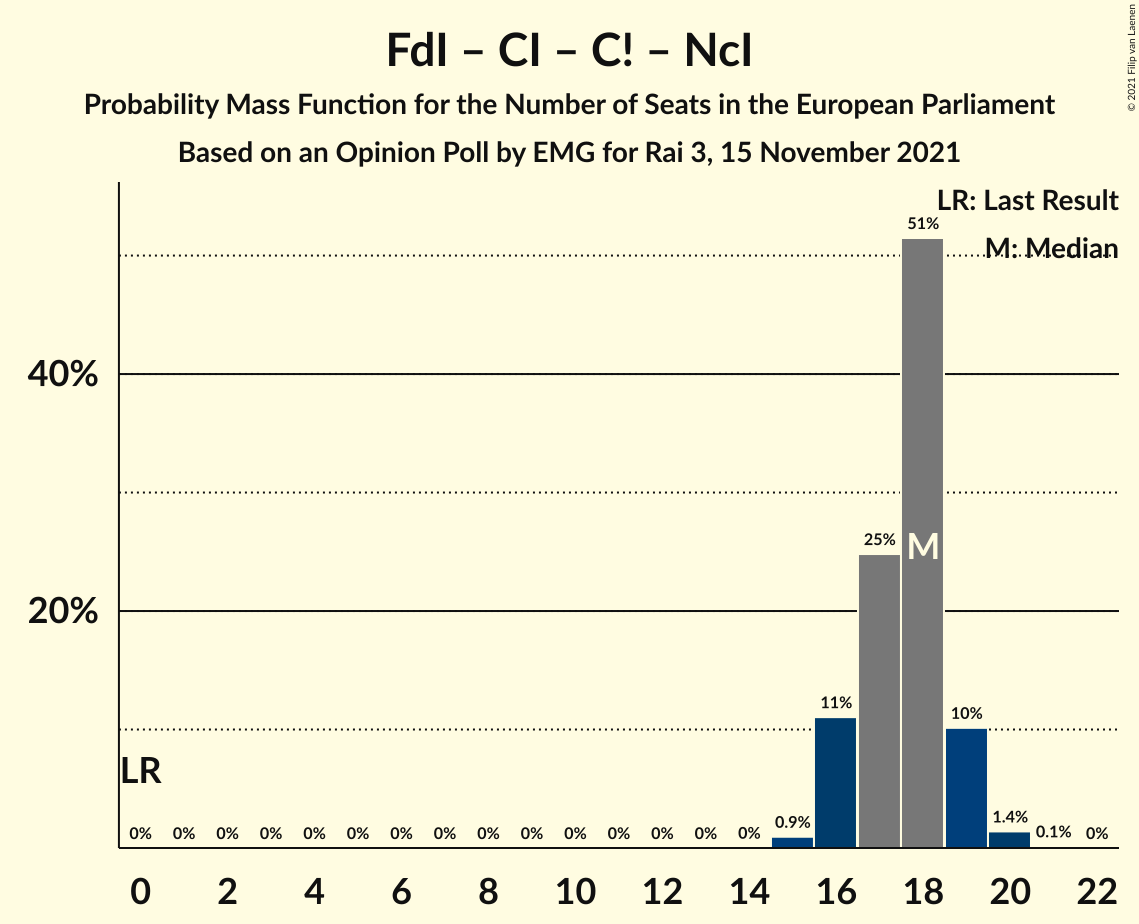 FdI – CI – C! – NcI
Probability Mass Function for the Number of Seats in the European Parliament
Based on an Opinion Poll by EMG for Rai 3, 15 November 2021
© 2021 Filip van Laenen
LR: Last Result
M: Median
51%
40%
25%
M
20%
11%
10%
LR
0% 0% 0% 0% 0% 0% 0% 0% 0% 0% 0% 0% 0% 0% 0% 0.9% 1.4% 0.1% 0%
0 2 4 6 8 10 12 14 16 18 20 22